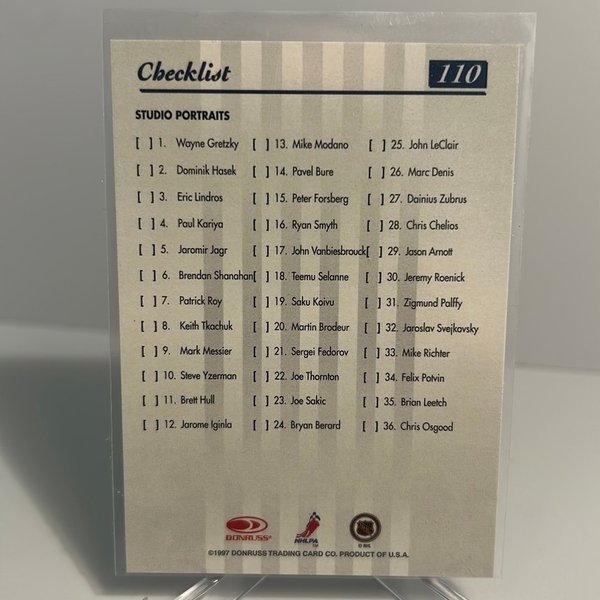 Checklist 110
STUDIO PORTRAITS
[ ] 1. Wayne Gretzky [ ] 13. Mike Modano [ ] 25. John LeClair
[ ] 2. Dominik Hasek [ ] 14. Pavel Bure [ ] 26. Marc Denis
[ ] 3. Eric Lindros [ ] 15. Peter Forsberg [ ] 27. Dainius Zubrus
[ ] 4. Paul Kariya [ ] 16. Ryan Smyth [ ] 28. Chris Chelios
[ ] 5. Jaromir Jagr [ ] 17. John Vanbiesbrouck [ ] 29. Jason Arnott
[ ] 6. Brendan Shanahan [ ] 18. Teemu Selanne [ ] 30. Jeremy Roenick
[ ] 7. Patrick Roy [ ] 19. Saku Koivu [ ] 31. Zigmund Palffy
[ ] 8. Keith Tkachuk [ ] 20. Martin Brodeur [ ] 32. Jaroslav Svejkovsky
[ ] 9. Mark Messier [ ] 21. Sergei Fedorov [ ] 33. Mike Richter
[ ] 10. Steve Yzerman [ ] 22. Joe Thornton [ ] 34. Felix Potvin
[ ] 11. Brett Hull [ ] 23. Joe Sakic [ ] 35. Brian Leetch
[ ] 12. Jarome Iginla [ ] 24. Bryan Berard [ ] 36. Chris Osgood
DONRUSS® NHLPA™ © NHL
©1997 DONRUSS TRADING CARD CO. PRODUCT OF U.S.A.